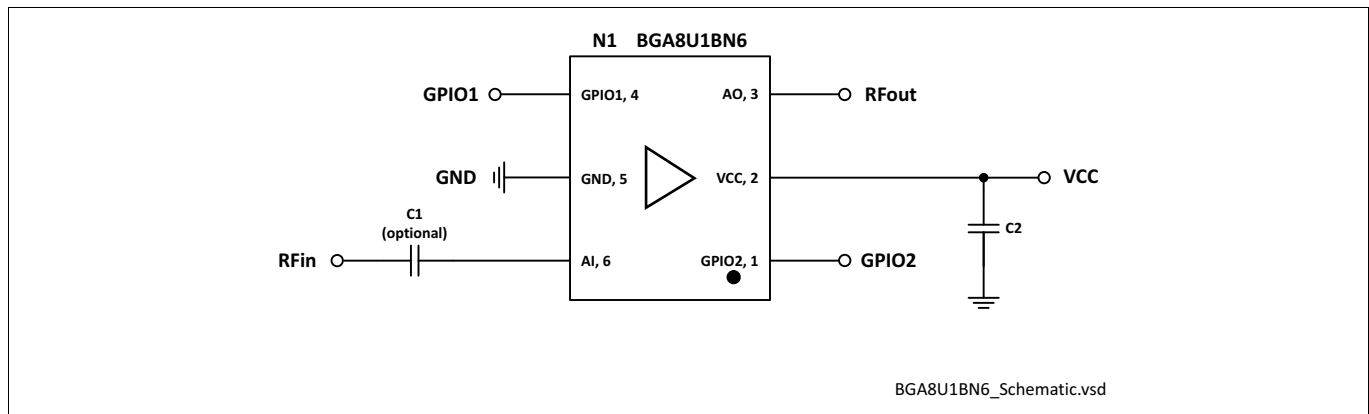 N1 BGA8U1BN6
GPIO1
GPIO1, 4
AO, 3
RFout
GND
GND, 5
VCC, 2
VCC
C1
(optional)
C2
RFin
AI, 6
GPIO2, 1
GPIO2
BGA8U1BN6_Schematic.vsd